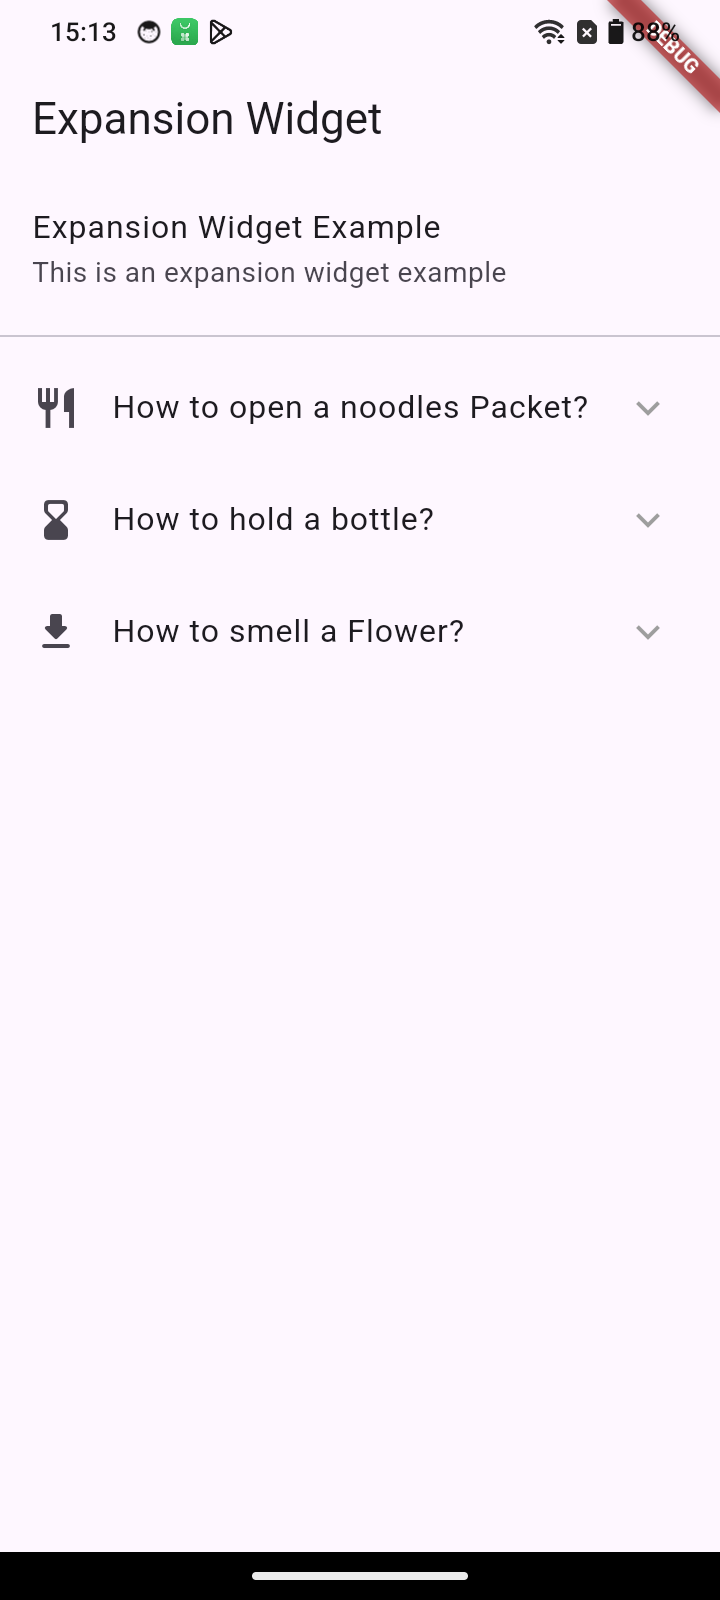 15:13
88%
DEBUG
Expansion Widget
Expansion Widget Example
This is an expansion widget example
How to open a noodles Packet?
How to hold a bottle?
How to smell a Flower?